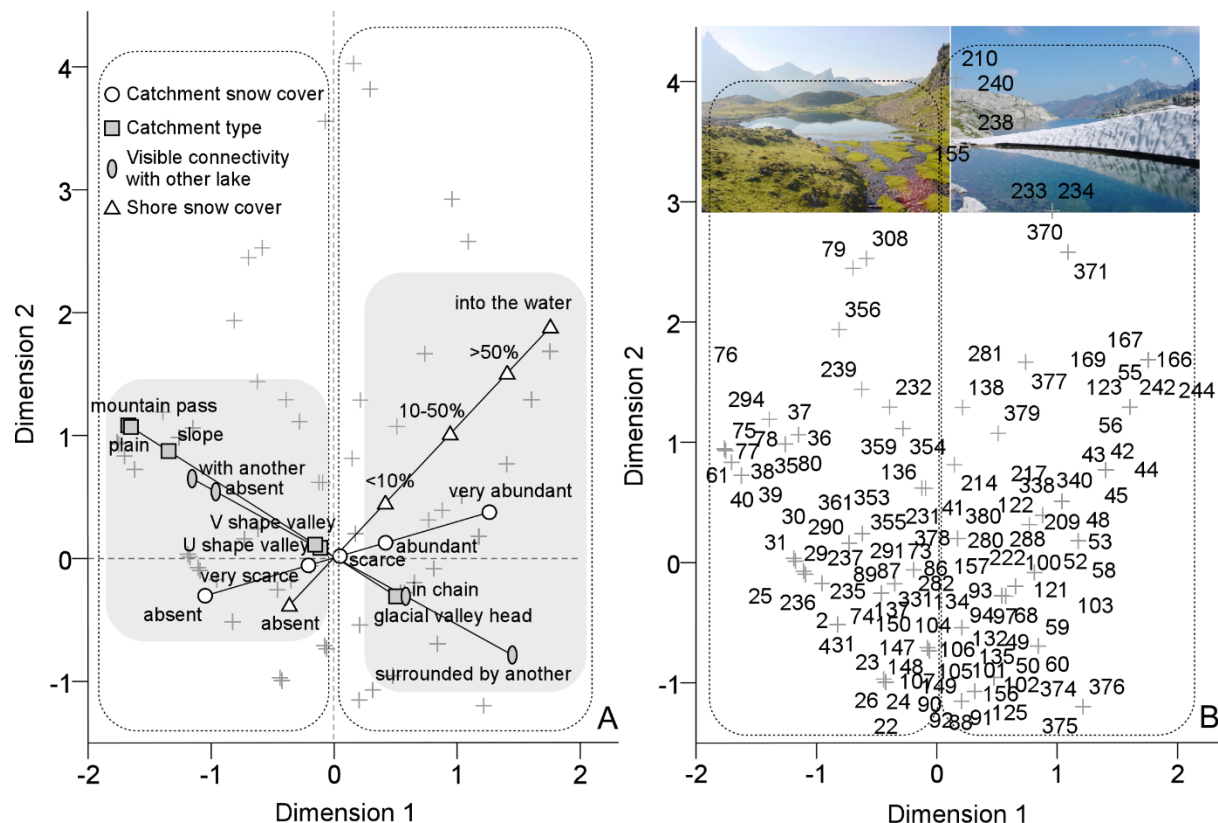 4
3
2
1
0
-1
-2
-1
0
1
2
Dimension 1
Dimension 2
Catchment snow cover
Catchment type
Visible connectivity
with other lake
Shore snow cover
into the water
>50%
10-50%
<10%
very abundant
abundant
scarce
mountain pass
plain
slope
with another
absent
V shape valley
U shape valley
very scarce
absent
absent
in chain
glacial valley head
surrounded by another
A
4
3
2
1
0
-1
-2
-1
0
1
2
Dimension 1
Dimension 2
210
240
238
155
233 234
370
371
79 308
356
76
239
232
294
37
75 78 36
77
61 38 35 80
40 39
359 354
136
167
281 169 166
55
138 377 123 242 244
379 56
43 42
44
45
217
338 340
214 122
361 353
30
290 355 231 41 380 209 48
31 29 237 291 73 378 280 288 53
222 100 52
89 87 86 157 58
25 236 235 282 93 121
331 134 103
2 74 137 94 97 68
431 150 104 59
147 106 132 49
23 148 135 50 60
105 101
26 24 107 149 102 374 376
90 156
22 92 88 91 125 375
B